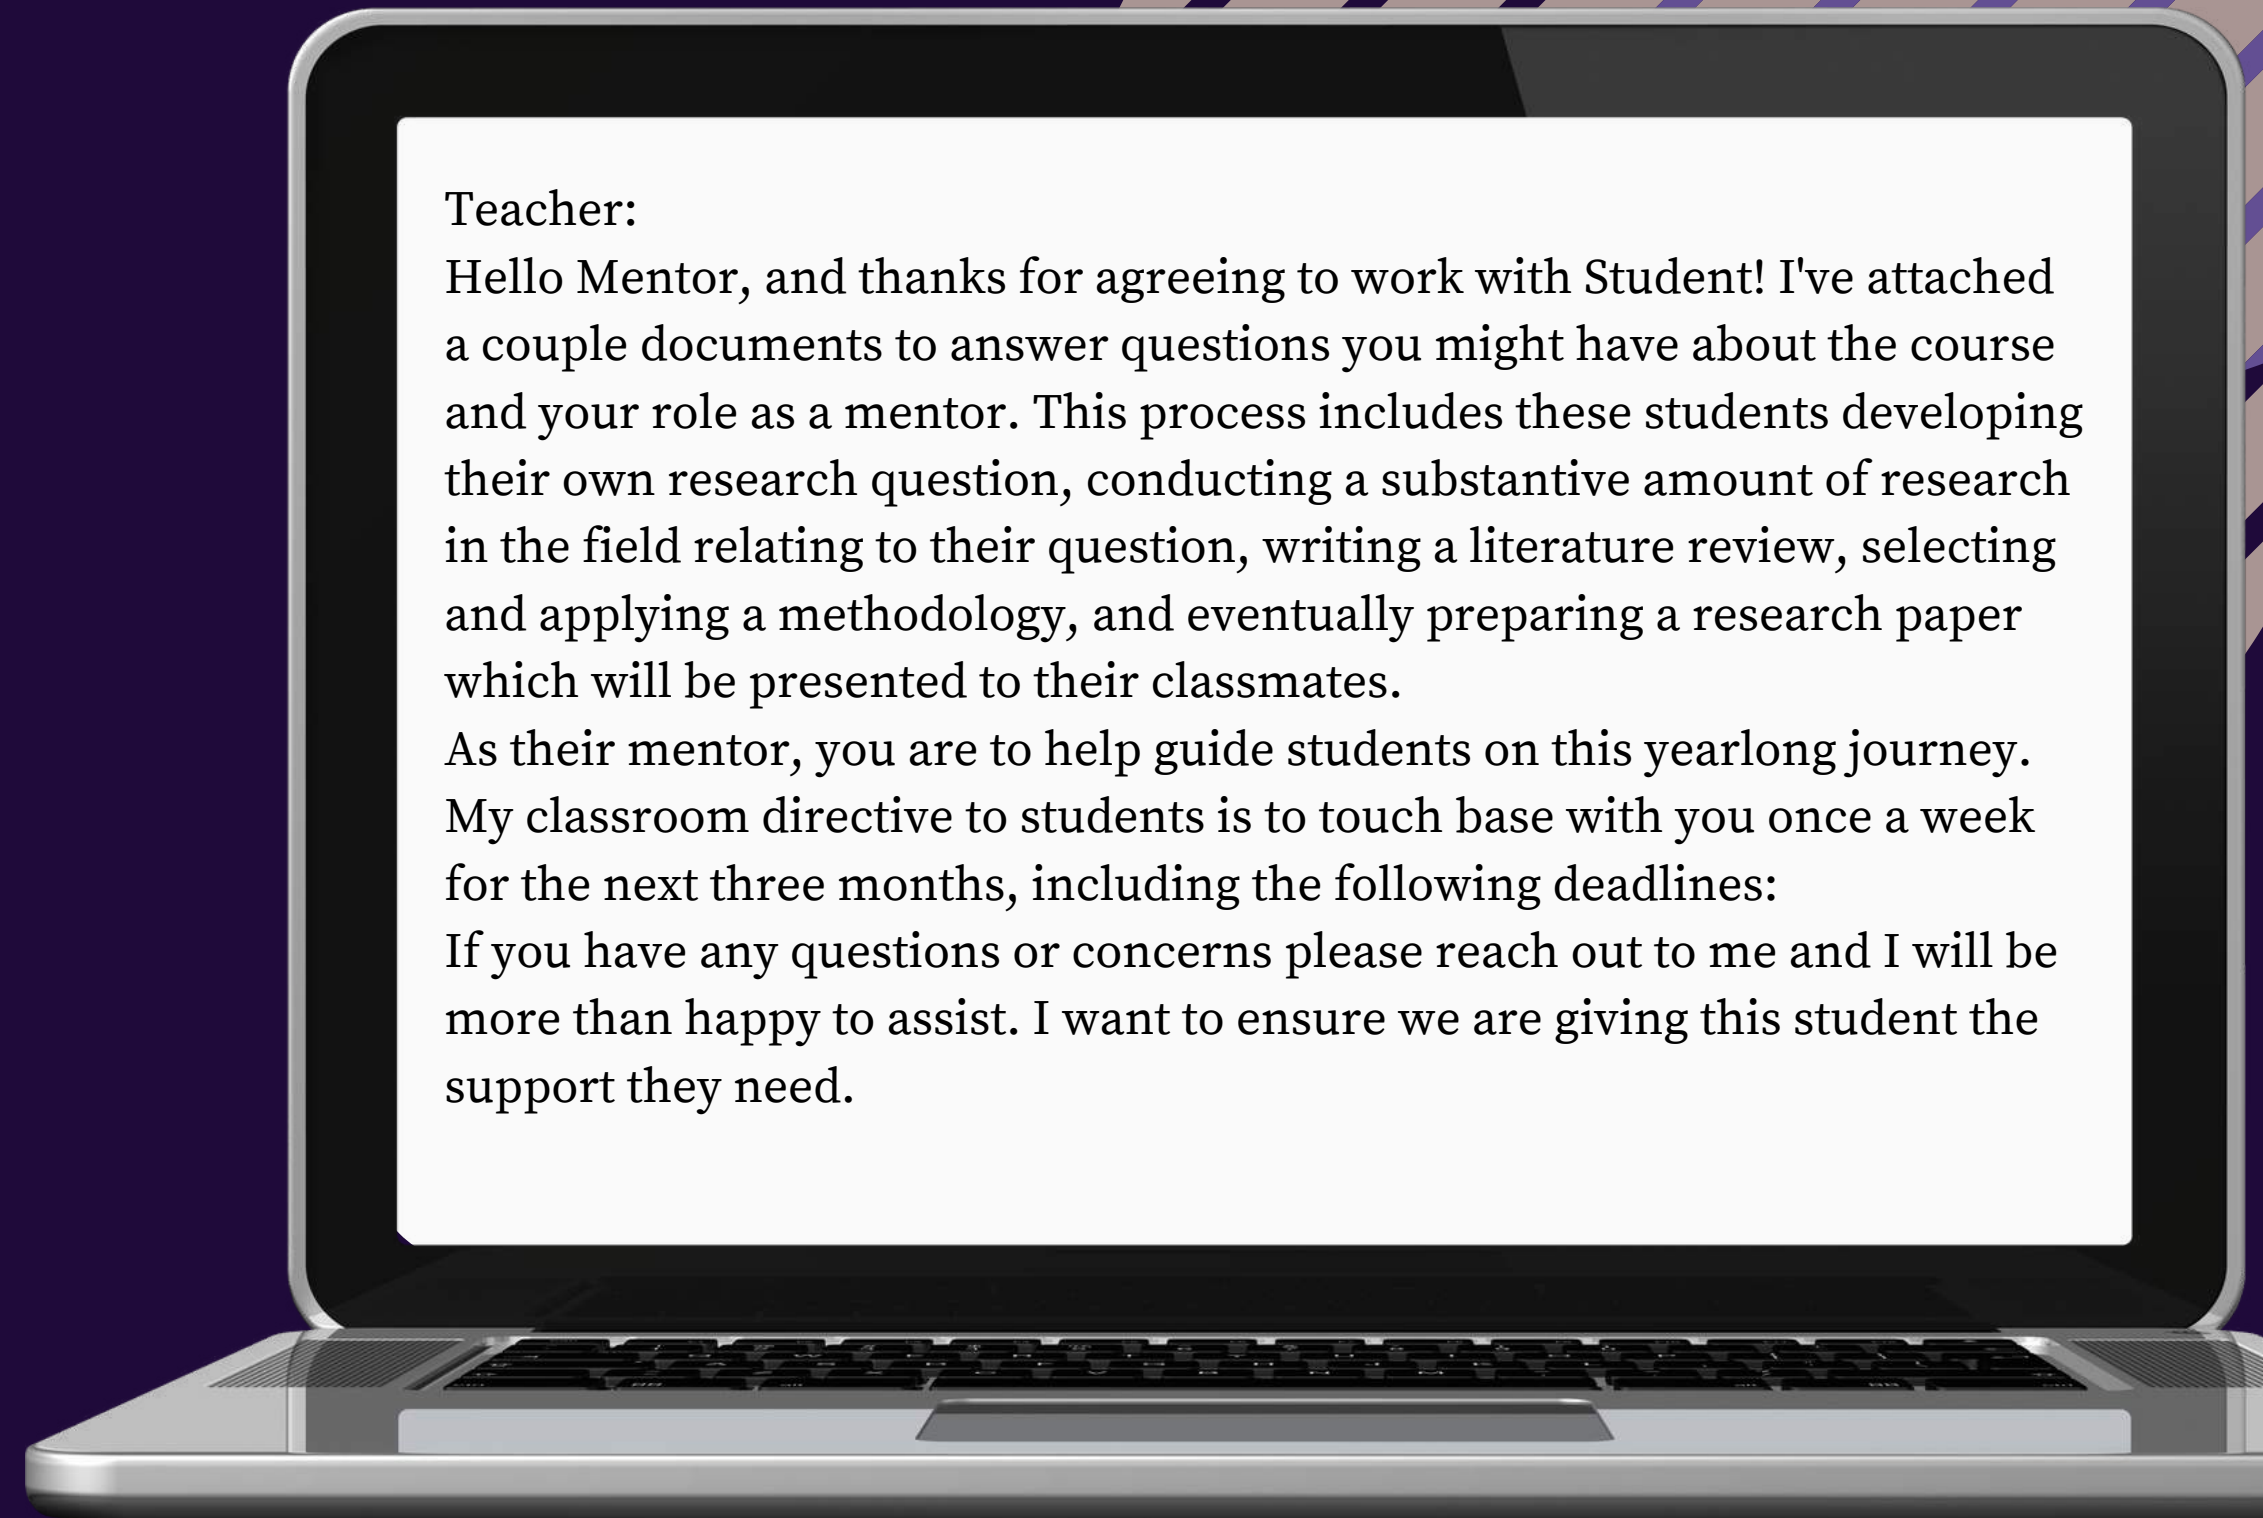 Teacher:
Hello Mentor, and thanks for agreeing to work with Student! I've attached
a couple documents to answer questions you might have about the course
and your role as a mentor. This process includes these students developing
their own research question, conducting a substantive amount of research
in the field relating to their question, writing a literature review, selecting
and applying a methodology, and eventually preparing a research paper
which will be presented to their classmates.
As their mentor, you are to help guide students on this yearlong journey.
My classroom directive to students is to touch base with you once a week
for the next three months, including the following deadlines:
If you have any questions or concerns please reach out to me and I will be
more than happy to assist. I want to ensure we are giving this student the
support they need.